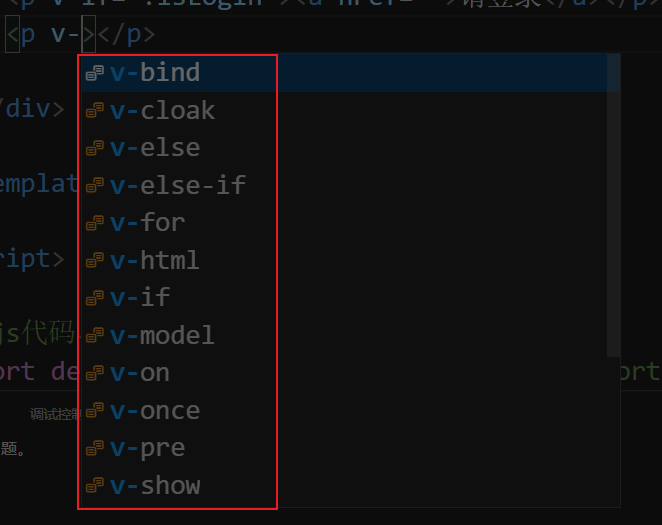 <p v-if="!isLogin"><a href="">请登录</a></p>
<p v-></p>
v-bind
v-cloak
/div>
v-else
v-else-if
emplat
v-for
v-html
ript>
v-if
js代码
v-model
ort de
v-on
ort
调试控制
v-once
题。
v-pre
v-show